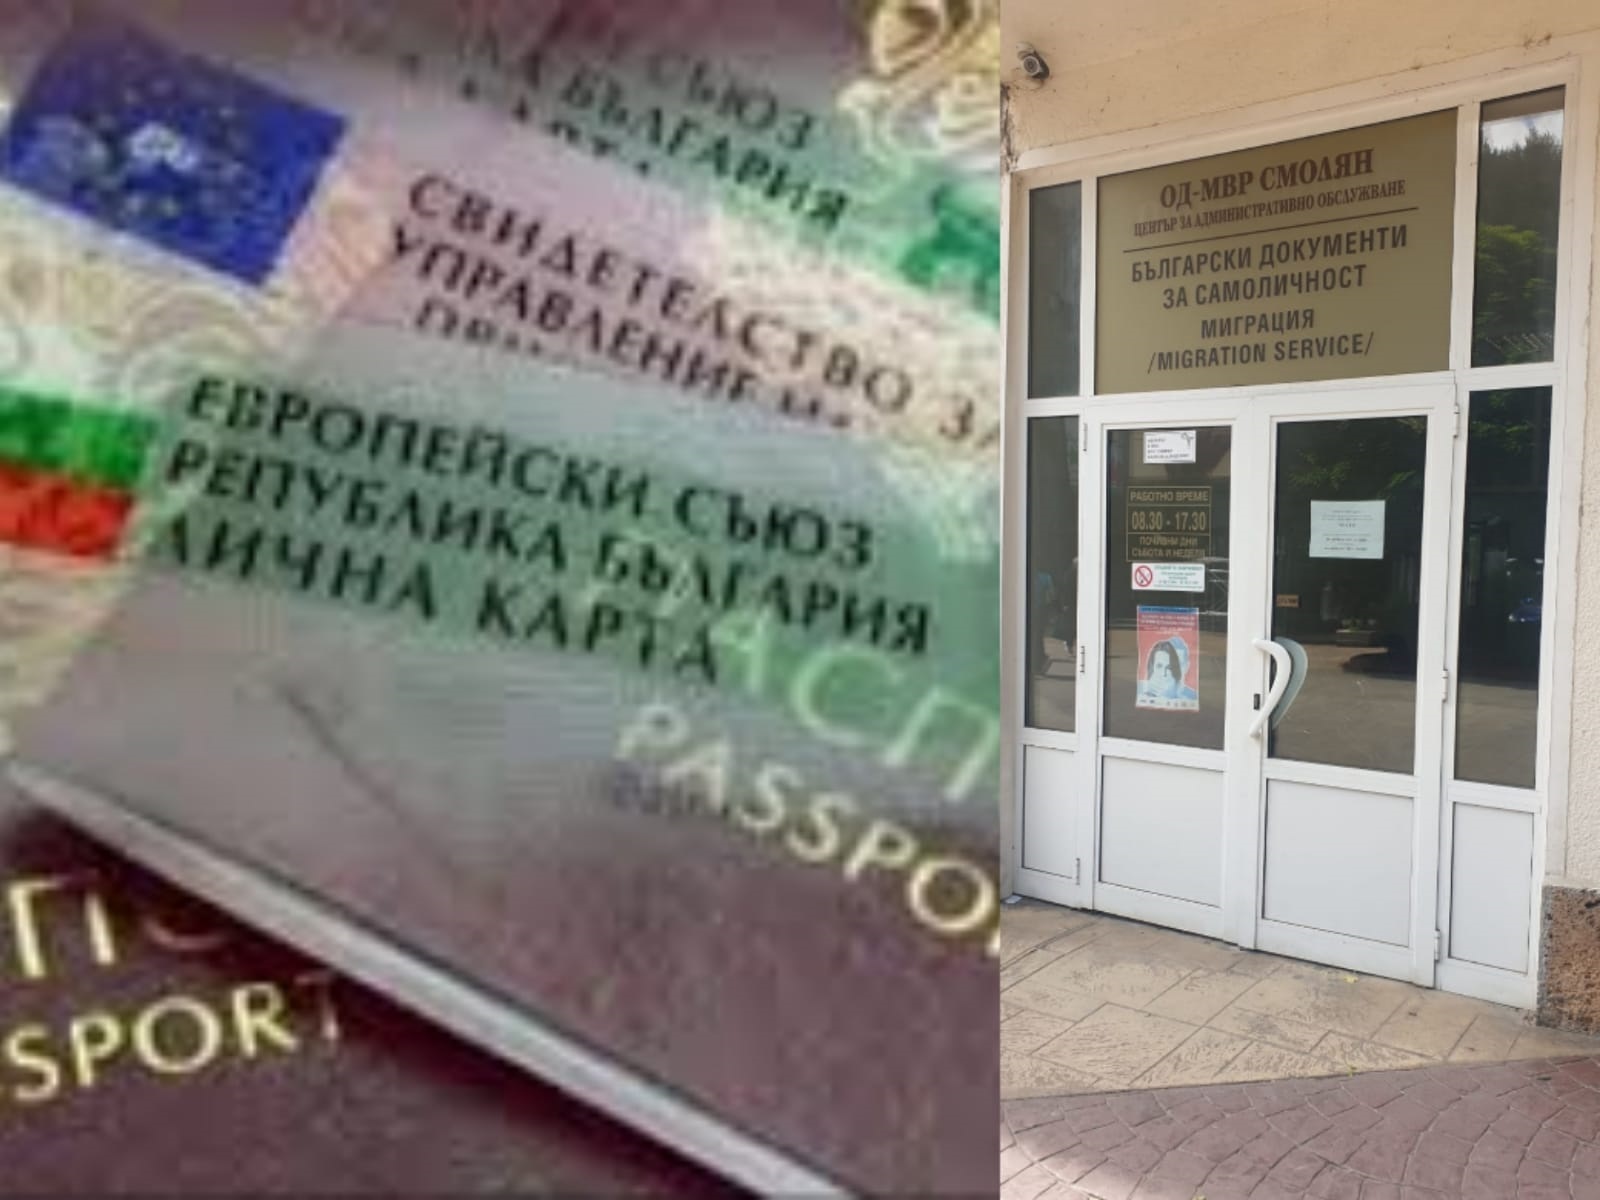 СЪЮЗ
БЪЛГАРИЯ
СВИДЕТЕЛСТВО ЗА
УПРАВЛЕНИЕ
ЕВРОПЕЙСКИ СЪЮЗ
РЕПУБЛИКА БЪЛГАРИЯ
ЛИЧНА КАРТА
ПАСП
PASSPO
SPORT
ОД-МВР СМОЛЯН
ЦЕНТЪР ЗА АДМИНИСТРАТИВНО ОБСЛУЖВАНЕ
БЪЛГАРСКИ ДОКУМЕНТИ
ЗА САМОЛИЧНОСТ
МИГРАЦИЯ
/MIGRATION SERVICE/
РАБОТНО ВРЕМЕ
08.30 - 17.30
ПОЧИВНИ ДНИ
СЪБОТА И НЕДЕЛЯ